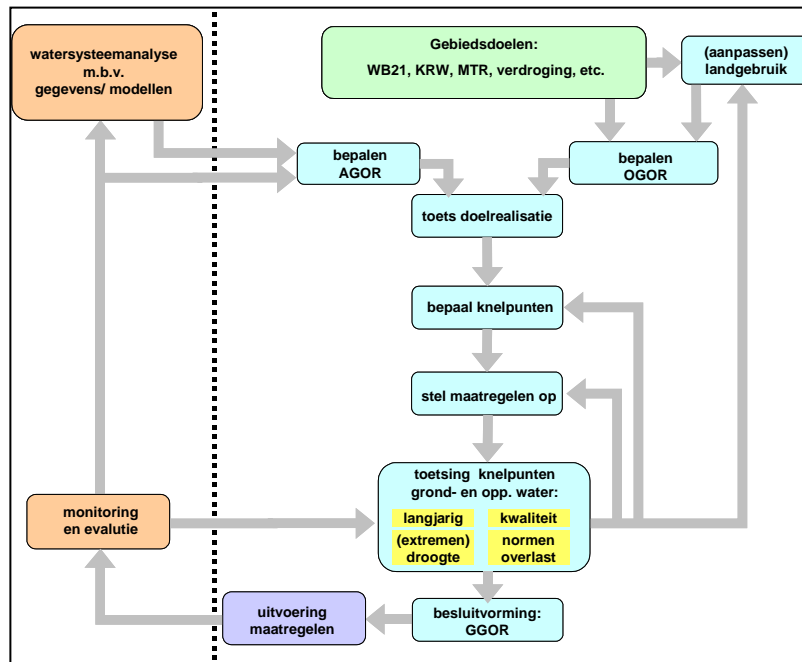 watersysteemanalyse
m.b.v.
gegevens/ modellen
Gebiedsdoelen:
WB21, KRW, MTR, verdroging, etc.
(aanpassen)
landgebruik
bepalen
AGOR
bepalen
OGOR
toets doelrealisatie
bepaal knelpunten
stel maatregelen op
toetsing knelpunten
grond- en opp. water:
langjarig
kwaliteit
(extremen)
droogte
normen
overlast
monitoring
en evalutie
uitvoering
maatregelen
besluitvorming:
GGOR